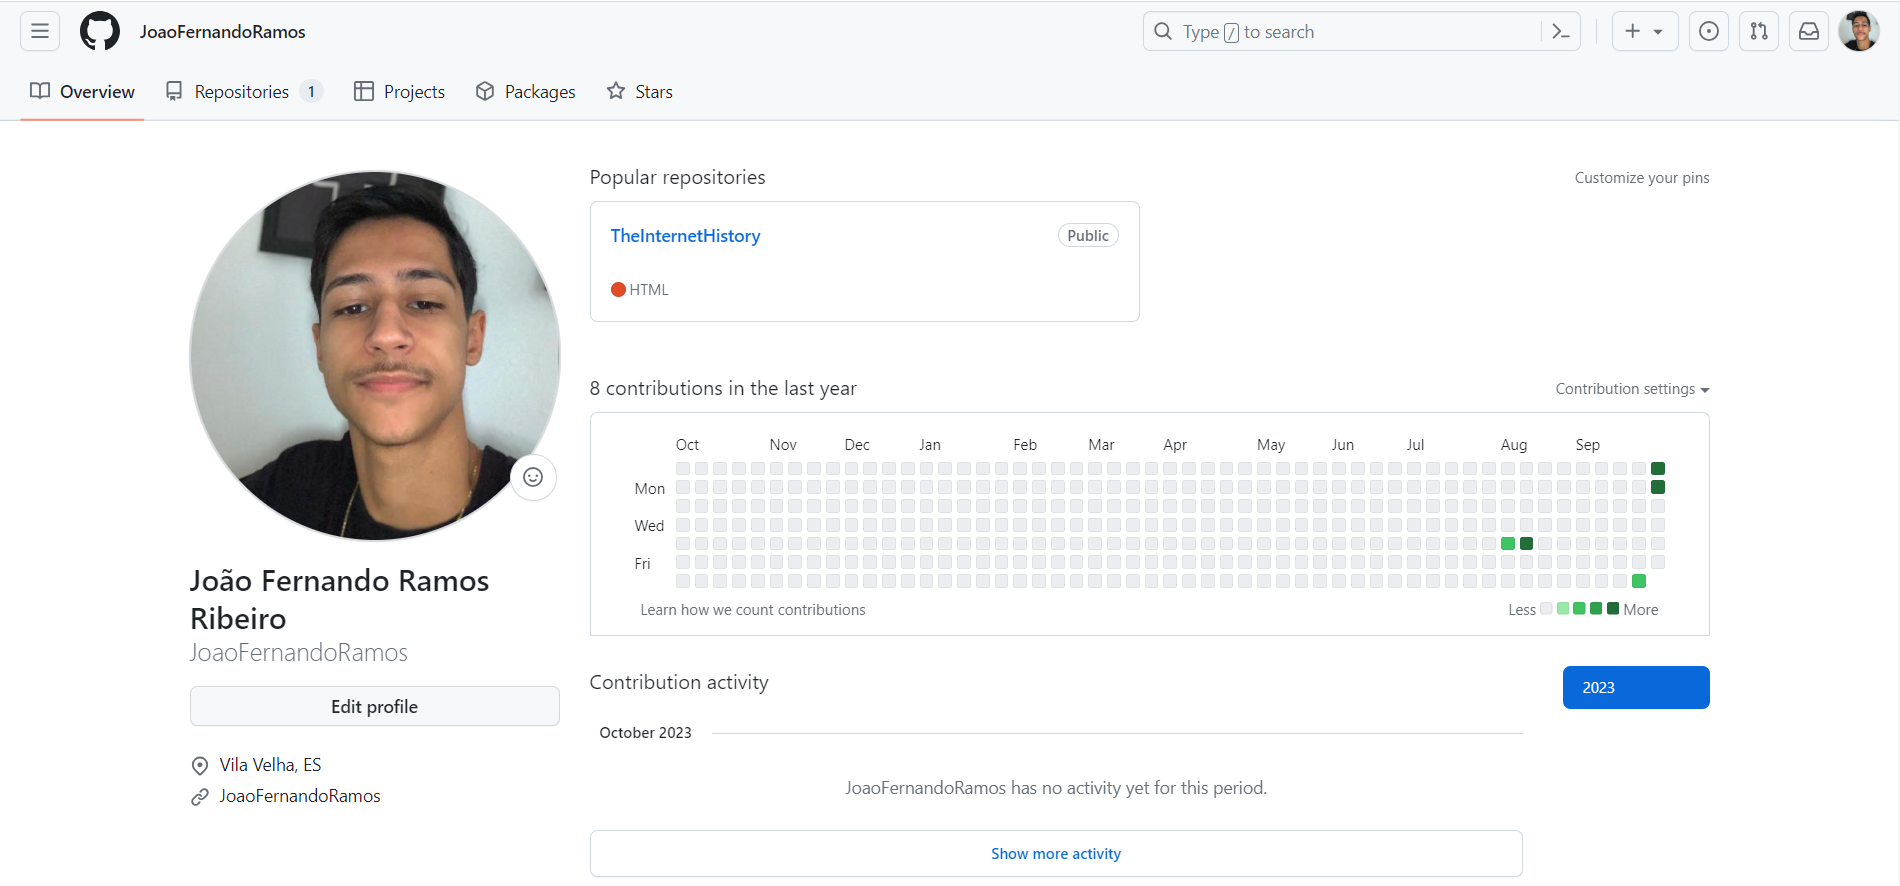 JoaoFernandoRamos
Type / to search
Overview
Repositories 1
Projects
Packages
Stars
Popular repositories
Customize your pins
TheInternetHistory
Public
HTML
8 contributions in the last year
Contribution settings
Oct Nov Dec Jan Feb Mar Apr May Jun Jul Aug Sep
Mon
Wed
Fri
Learn how we count contributions
Less More
João Fernando Ramos
Ribeiro
JoaoFernandoRamos
Edit profile
Vila Velha, ES
JoaoFernandoRamos
Contribution activity
2023
October 2023
JoaoFernandoRamos has no activity yet for this period.
Show more activity